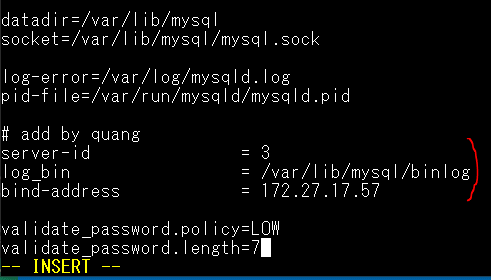 datadir=/var/lib/mysql
socket=/var/lib/mysql/mysql.sock
log-error=/var/log/mysqld.log
pid-file=/var/run/mysqld/mysqld.pid
# add by quang
server-id = 3
log_bin = /var/lib/mysql/binlog
bind-address = 172.27.17.57
validate_password.policy=LOW
validate_password.length=7
-- INSERT --